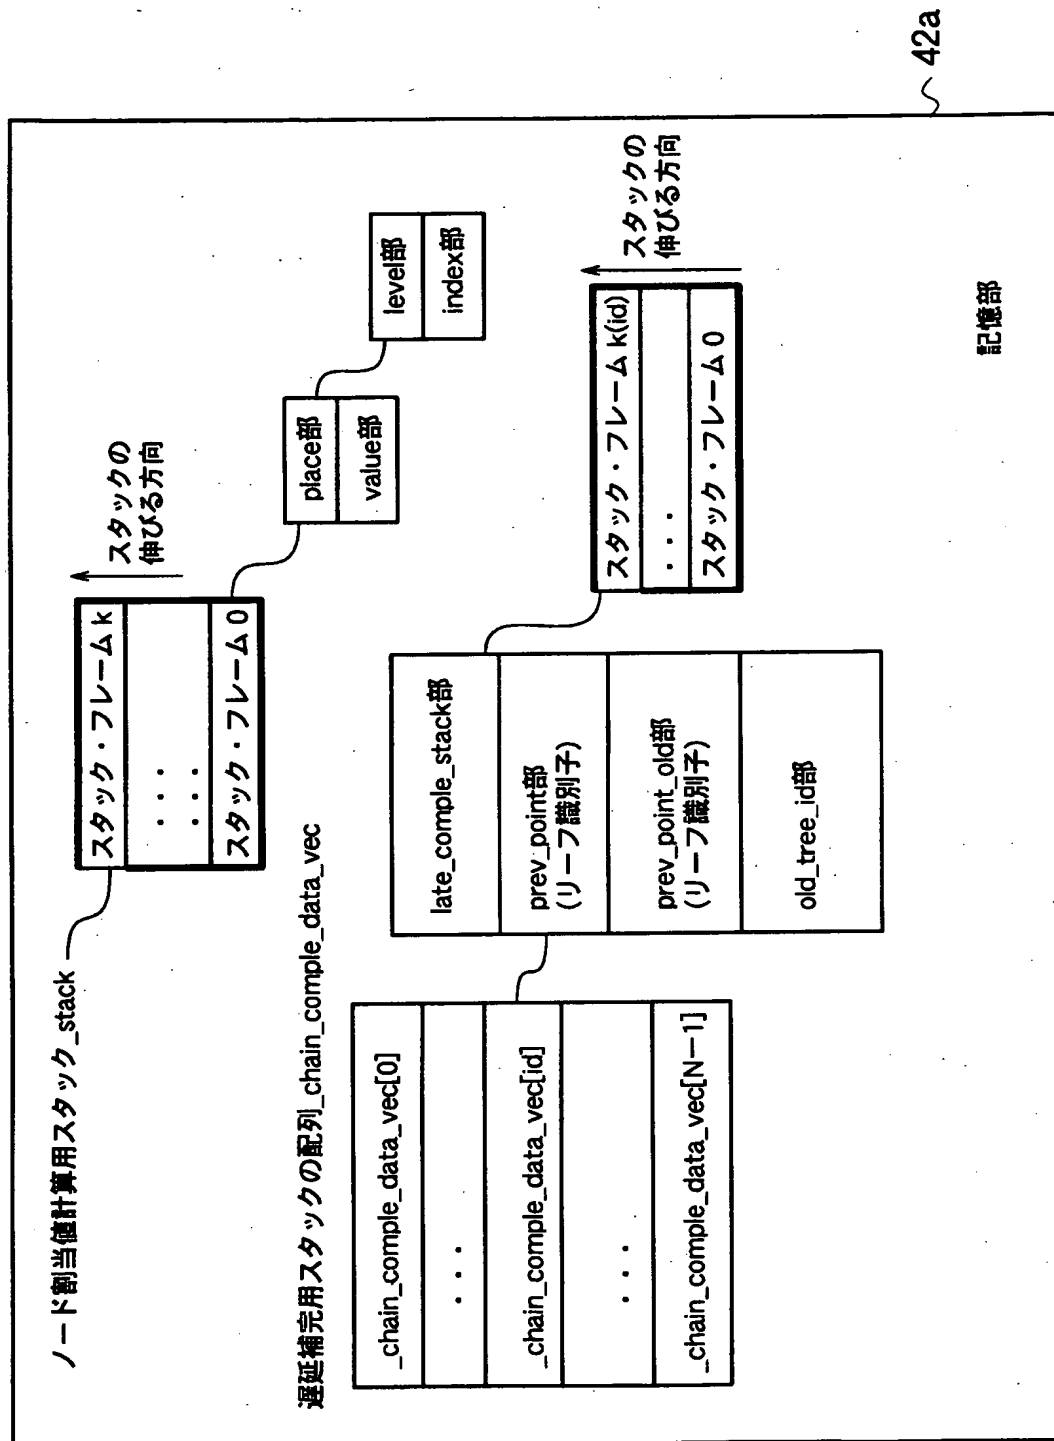 ノード割当値計算用スタック_stack
スタック・フレーム k
・・・
・・・
スタック・フレーム 0
スタックの
伸びる方向
place部
value部
level部
index部
遅延補完用スタックの配列_chain_comple_data_vec
_chain_comple_data_vec[0]
・・・
_chain_comple_data_vec[id]
・・・
_chain_comple_data_vec[N−1]
late_comple_stack部
prev_point部
(リーフ識別子)
prev_point_old部
(リーフ識別子)
old_tree_id部
スタック・フレーム k(id)
・・・
スタック・フレーム 0
スタックの
伸びる方向
記憶部
42a